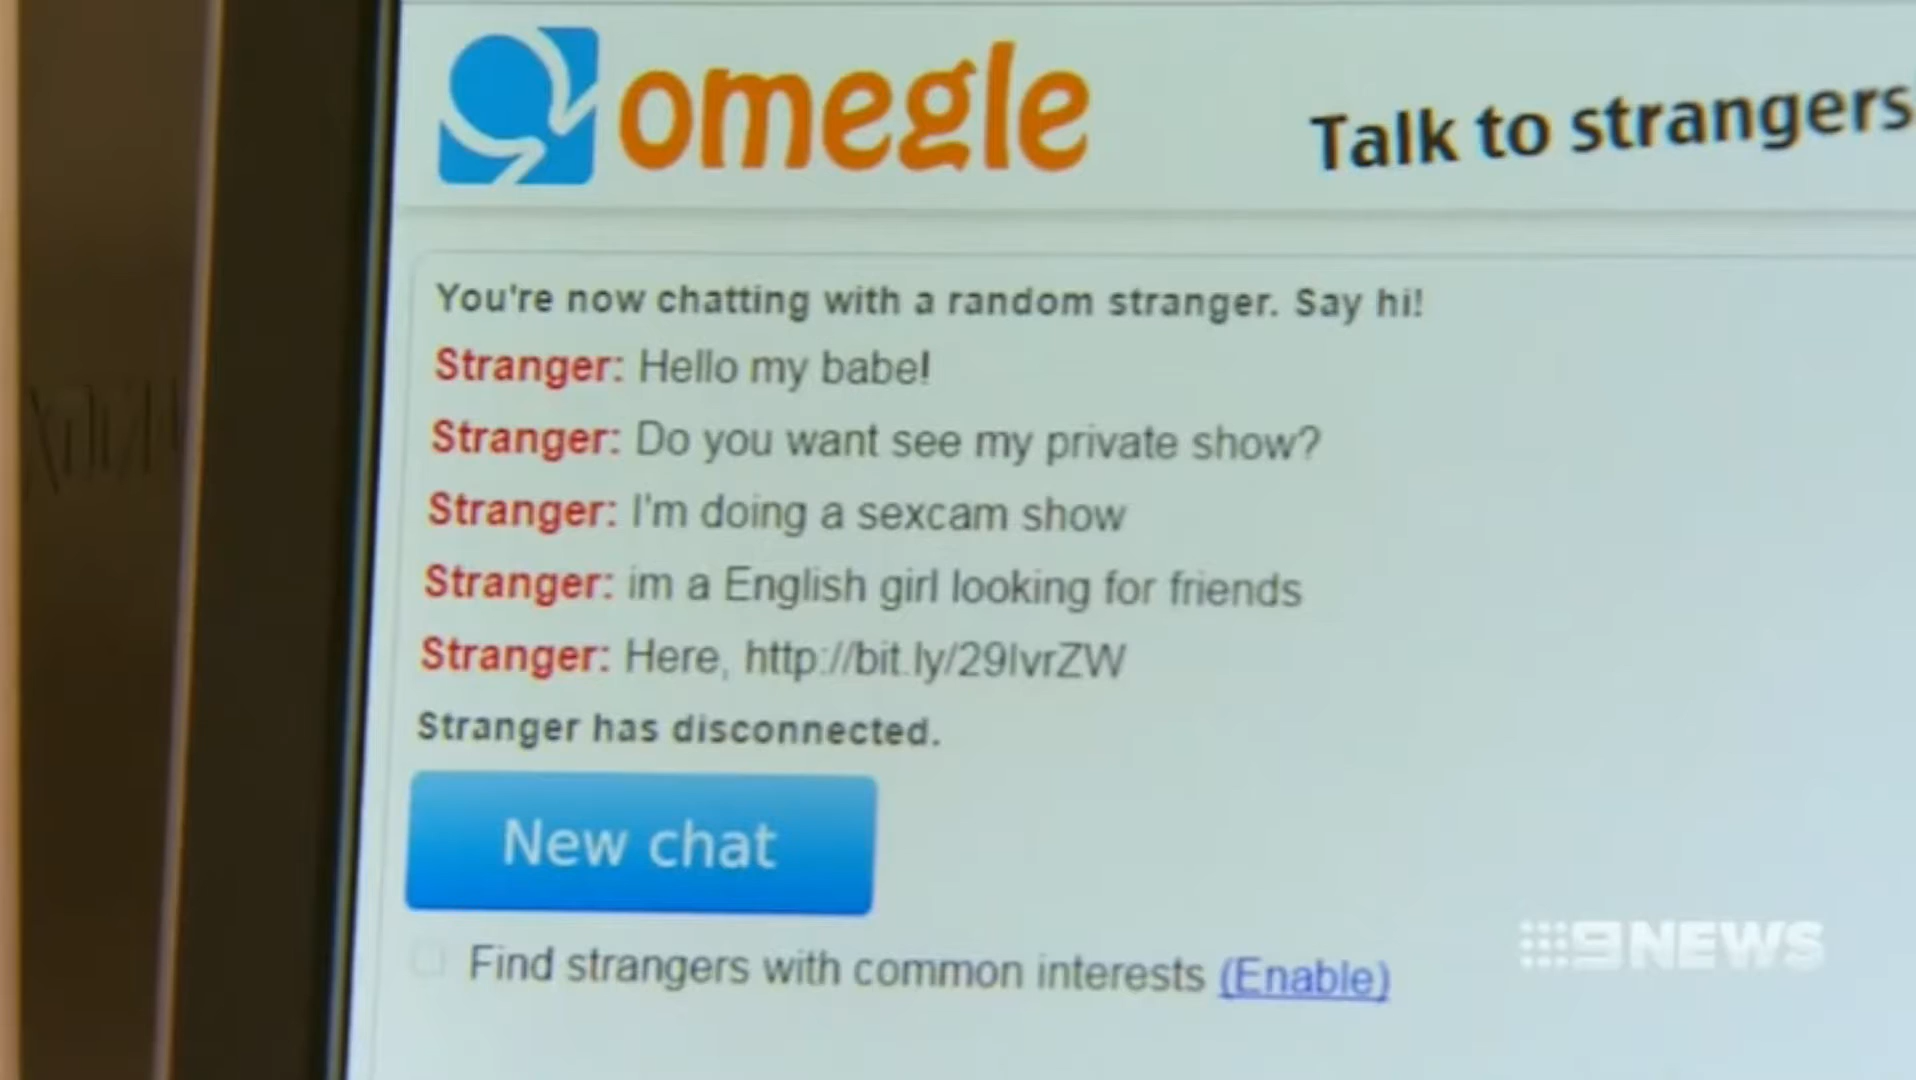 omegle
Talk to strangers
You're now chatting with a random stranger. Say hi!
Stranger: Hello my babe!
Stranger: Do you want see my private show?
Stranger: I'm doing a sexcam show
Stranger: im a English girl looking for friends
Stranger: Here, http://bit.ly/29lvrZW
Stranger has disconnected.
New chat
Find strangers with common interests (Enable)
9NEWS